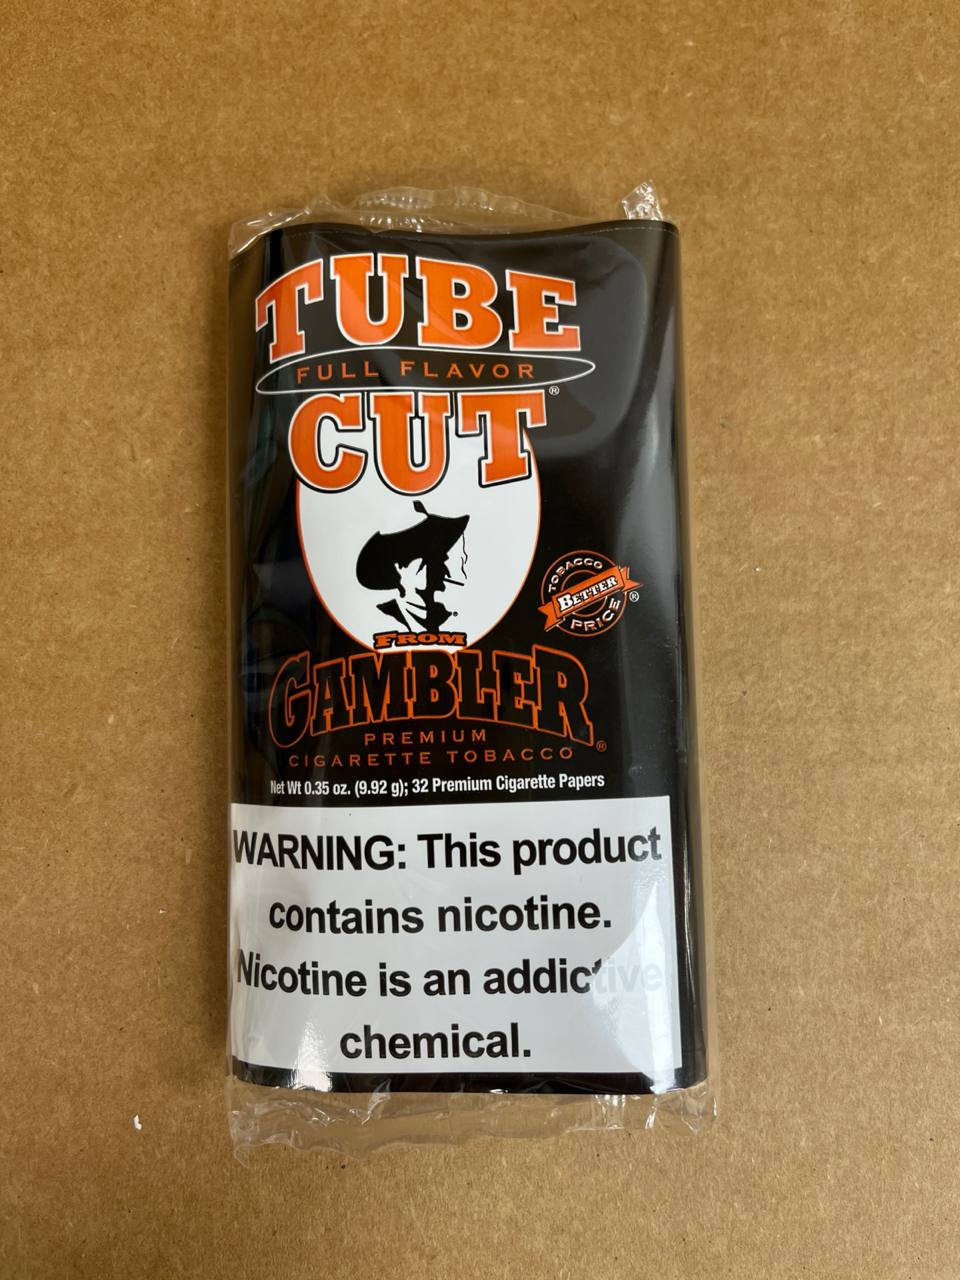 TUBE
FULL FLAVOR
CUT®
TOBACCO
BETTER
PRICE®
FROM
GAMBLER®
PREMIUM
CIGARETTE TOBACCO
Net Wt 0.35 oz. (9.92 g); 32 Premium Cigarette Papers
WARNING: This product
contains nicotine.
Nicotine is an addictive
chemical.